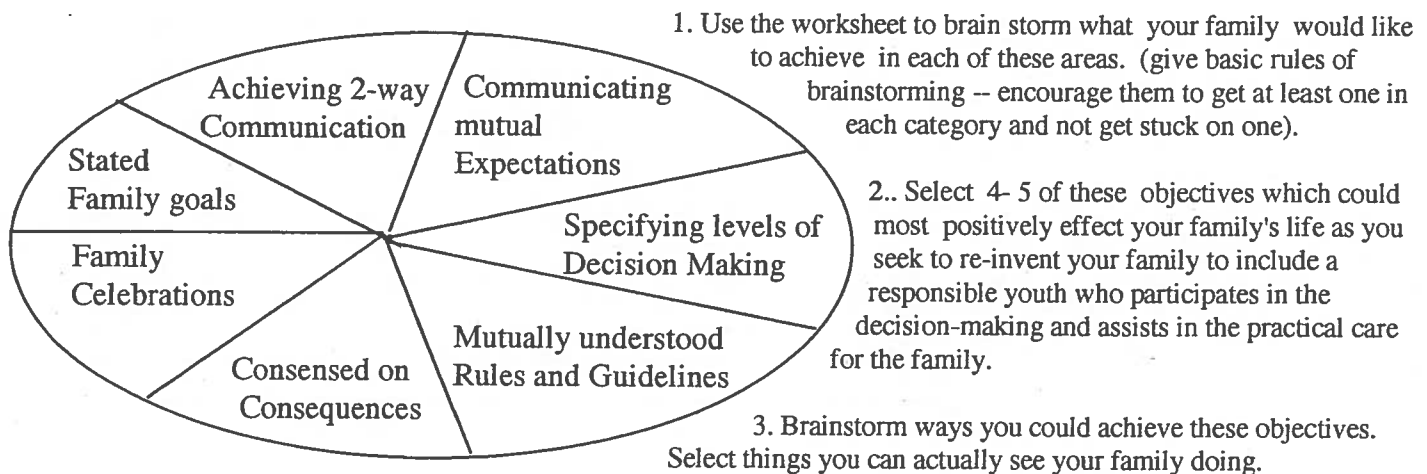 Achieving 2-way
Communication
Communicating
mutual
Expectations
Stated
Family goals
Specifying levels of
Decision Making
Family
Celebrations
Mutually understood
Rules and Guidelines
Consensed on
Consequences
1. Use the worksheet to brain storm what your family would like
to achieve in each of these areas. (give basic rules of
brainstorming -- encourage them to get at least one in
each category and not get stuck on one).
2.. Select 4- 5 of these objectives which could
most positively effect your family's life as you
seek to re-invent your family to include a
responsible youth who participates in the
decision-making and assists in the practical care
for the family.
3. Brainstorm ways you could achieve these objectives.
Select things you can actually see your family doing.